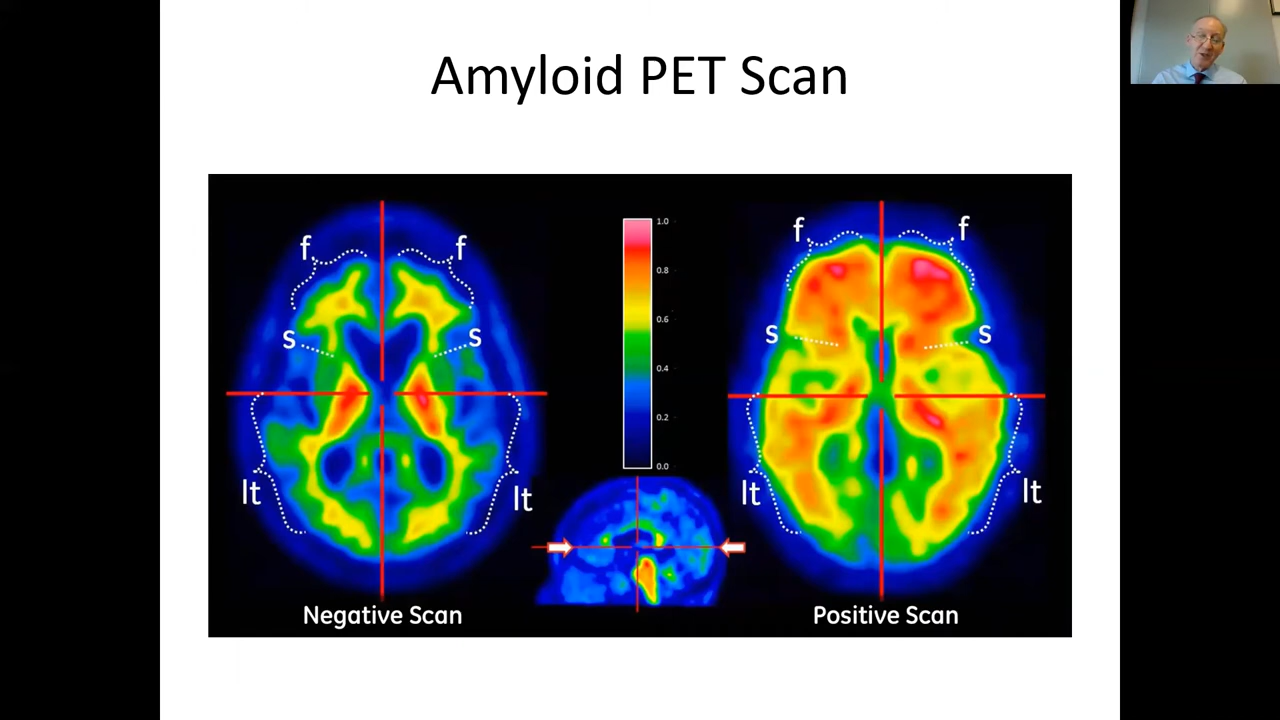 Amyloid PET Scan
f f
s s
lt lt
1.0
0.8
0.6
0.4
0.2
0.0
f f
s s
lt lt
Negative Scan
Positive Scan